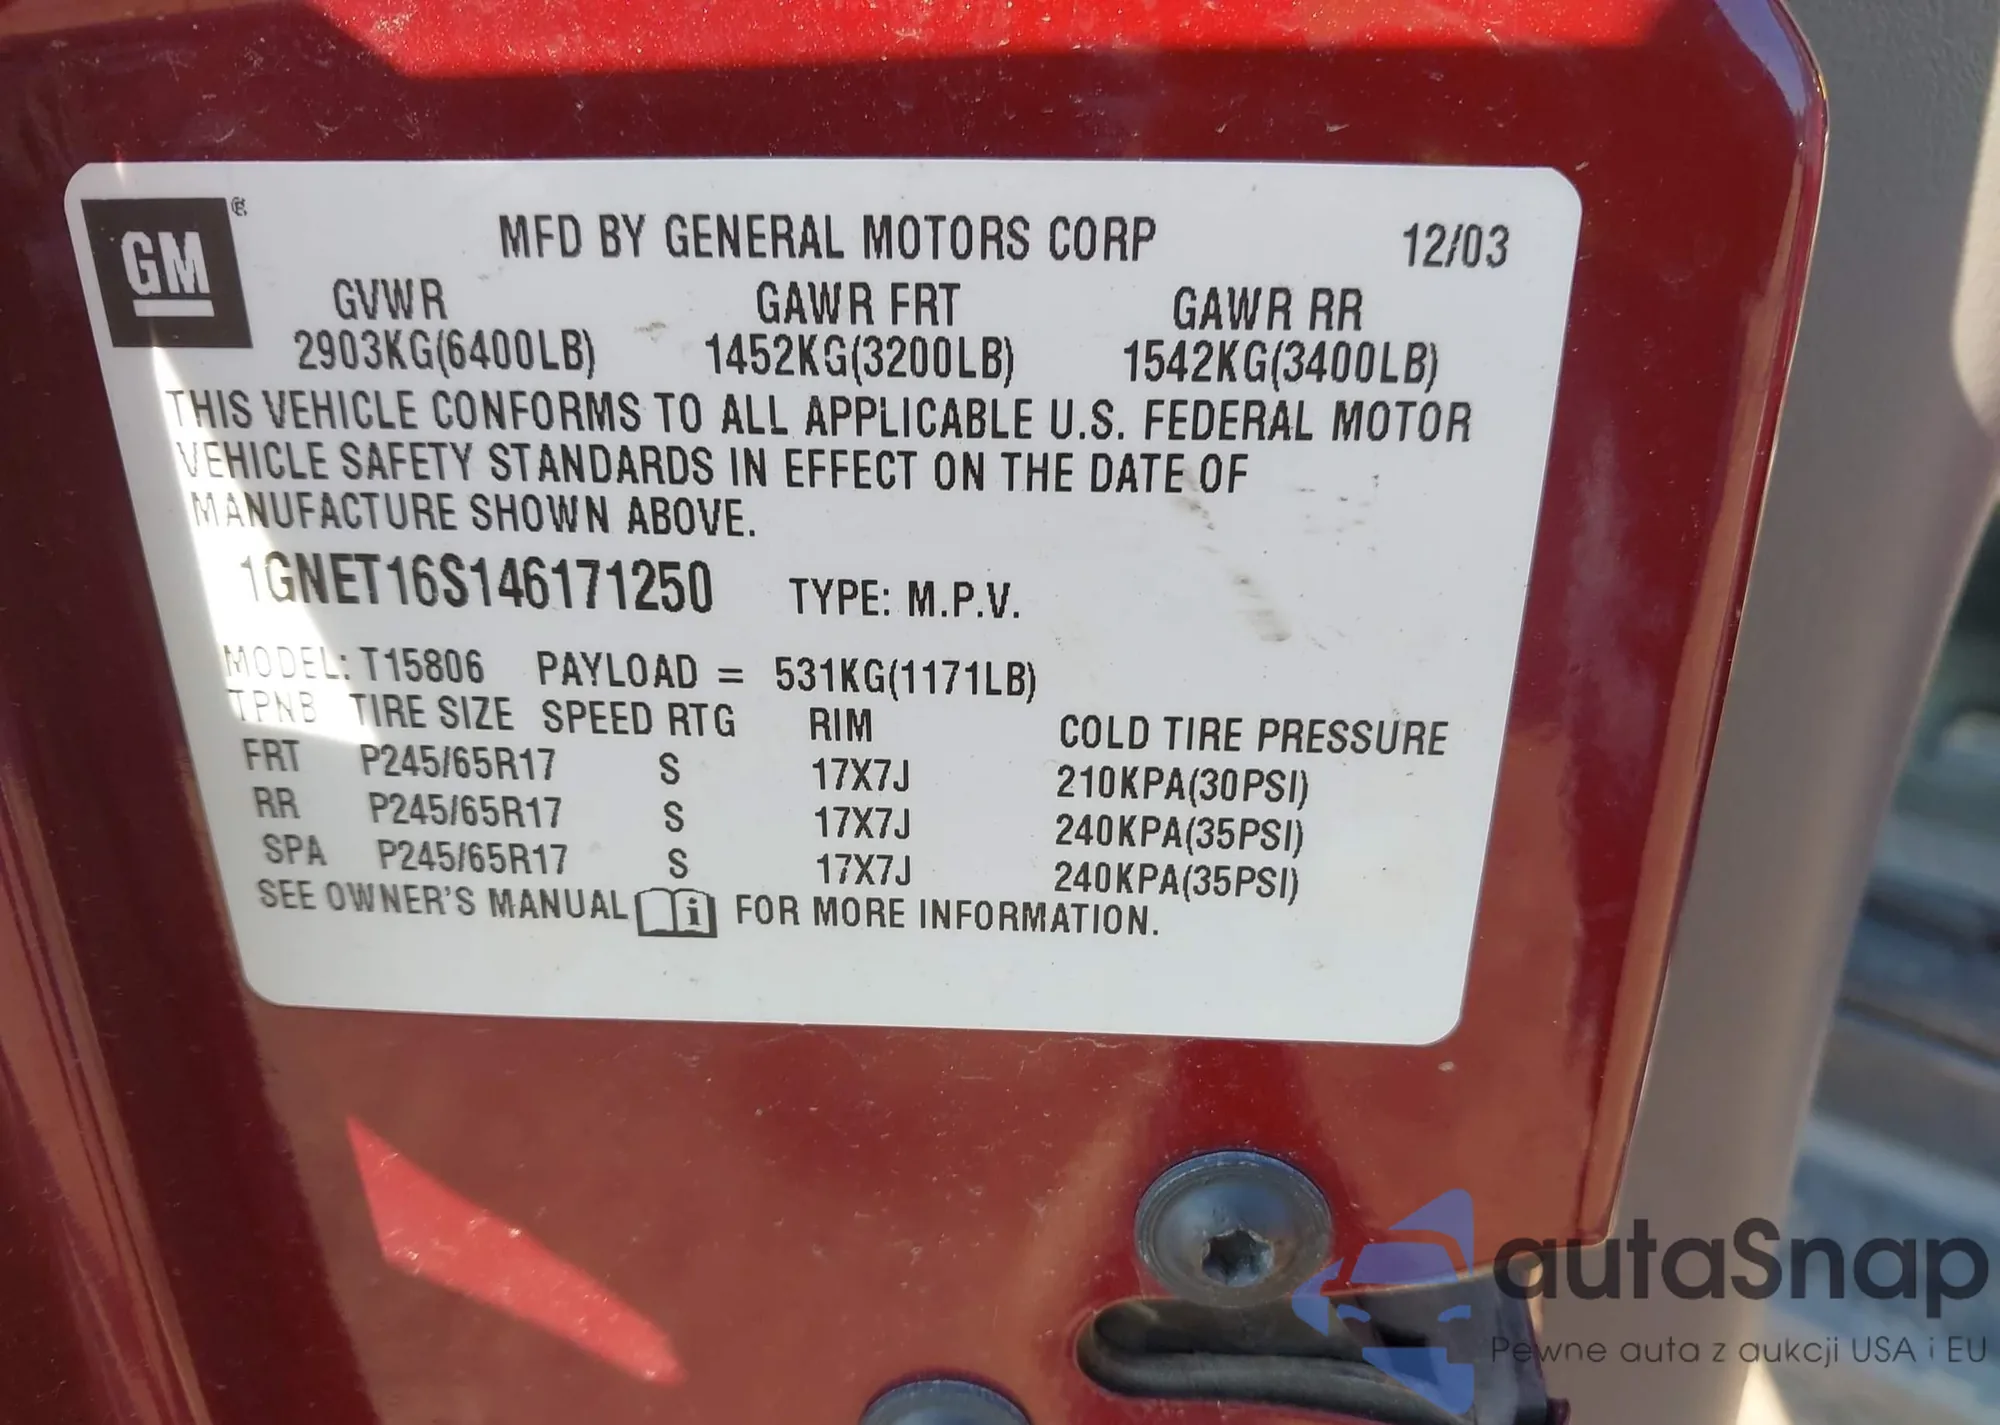 GM ®
MFD BY GENERAL MOTORS CORP 12/03
GVWR GAWR FRT GAWR RR
2903KG(6400LB) 1452KG(3200LB) 1542KG(3400LB)
THIS VEHICLE CONFORMS TO ALL APPLICABLE U.S. FEDERAL MOTOR
VEHICLE SAFETY STANDARDS IN EFFECT ON THE DATE OF
MANUFACTURE SHOWN ABOVE.
1GNET16S146171250 TYPE: M.P.V.
MODEL: T15806 PAYLOAD = 531KG(1171LB)
TPNB TIRE SIZE SPEED RTG RIM COLD TIRE PRESSURE
FRT P245/65R17 S 17X7J 210KPA(30PSI)
RR P245/65R17 S 17X7J 240KPA(35PSI)
SPA P245/65R17 S 17X7J 240KPA(35PSI)
SEE OWNER'S MANUAL i FOR MORE INFORMATION.
autaSnap
Pewne auta z aukcji USA i EU